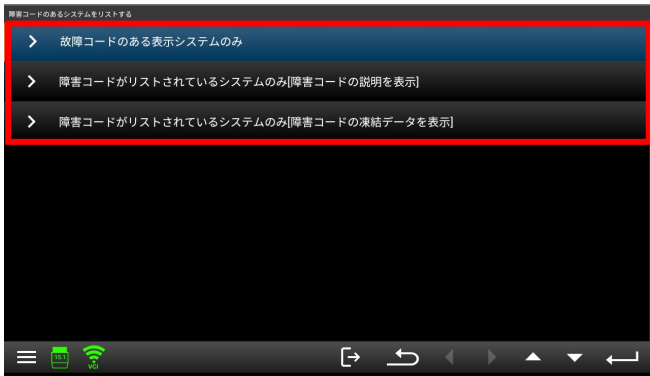 障害コードのあるシステムをリストする
故障コードのある表示システムのみ
障害コードがリストされているシステムのみ[障害コードの説明を表示]
障害コードがリストされているシステムのみ[障害コードの凍結データを表示]
15.1
VCI